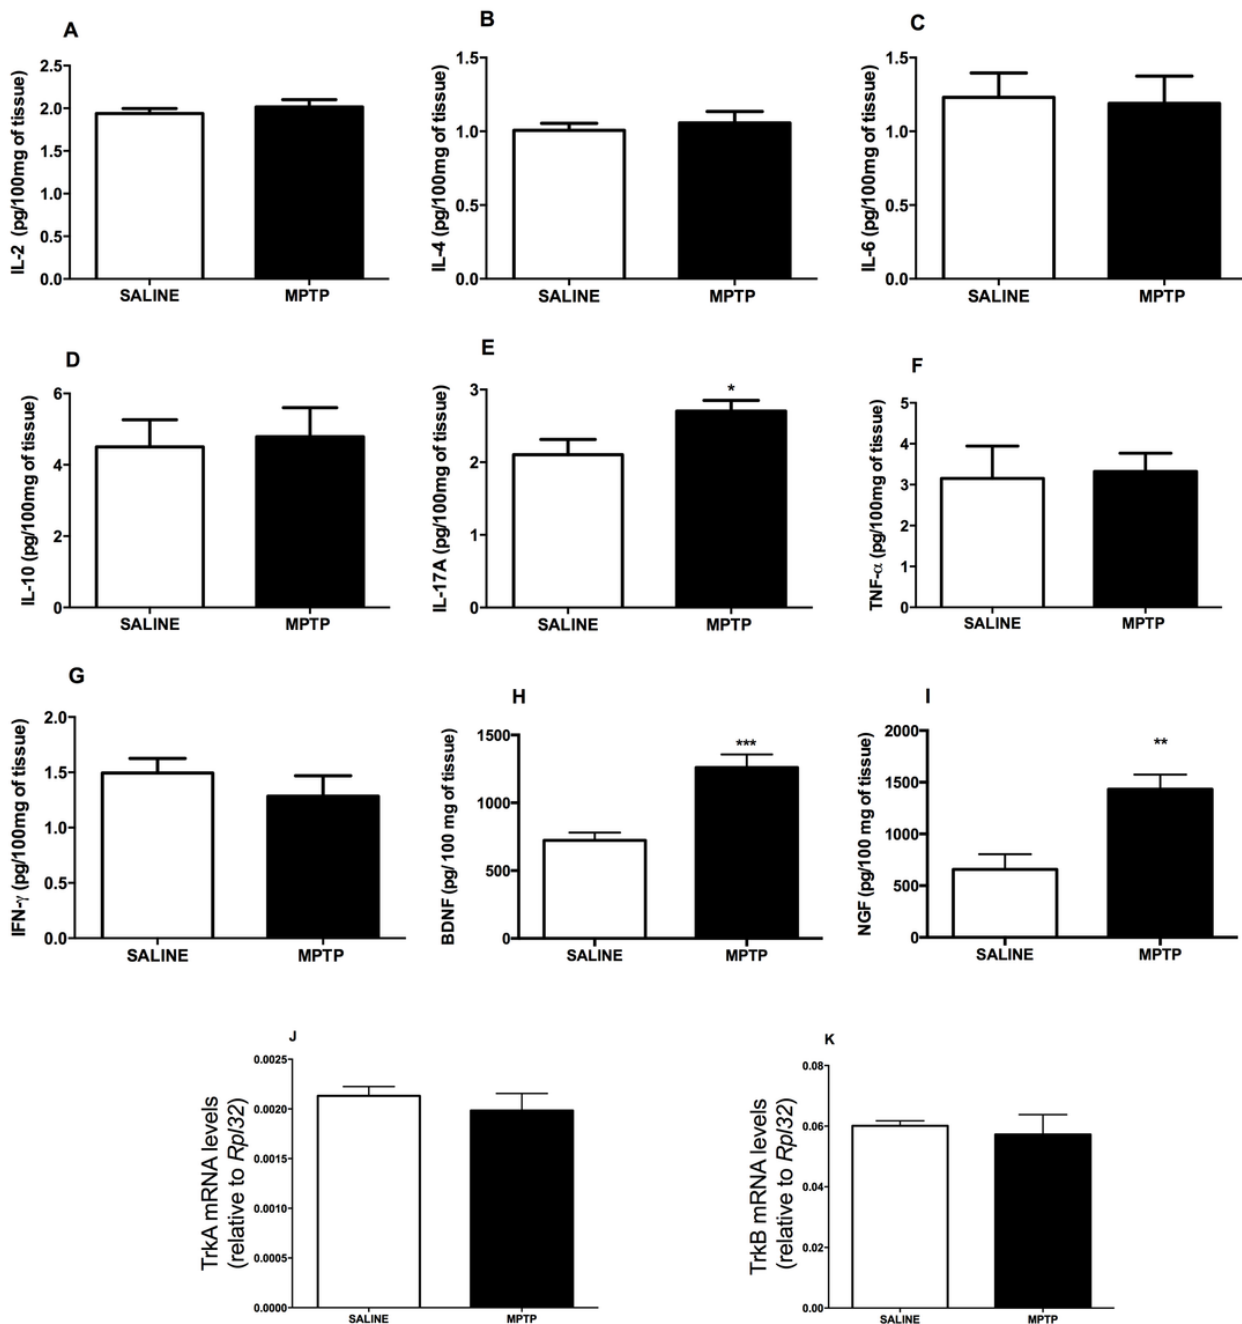 A
IL-2 (pg/100mg of tissue)
2.5
2.0
1.5
1.0
0.5
0.0
SALINE MPTP
B
IL-4 (pg/100mg of tissue)
1.5
1.0
0.5
0.0
SALINE MPTP
C
IL-6 (pg/100mg of tissue)
1.5
1.0
0.5
0.0
SALINE MPTP
D
IL-10 (pg/100mg of tissue)
6
4
2
0
SALINE MPTP
E
IL-17A (pg/100mg of tissue)
3
2
1
0
*
SALINE MPTP
F
TNF-α (pg/100mg of tissue)
5
4
3
2
1
0
SALINE MPTP
G
IFN-γ (pg/100mg of tissue)
2.0
1.5
1.0
0.5
0.0
SALINE MPTP
H
BDNF (pg/ 100 mg of tissue)
1500
1000
500
0
***
SALINE MPTP
I
NGF (pg/100 mg of tissue)
2000
1500
1000
500
0
**
SALINE MPTP
J
TrkA mRNA levels
(relative to Rpl32)
0.0025
0.0020
0.0015
0.0010
0.0005
0.0000
SALINE MPTP
K
TrkB mRNA levels
(relative to Rpl32)
0.08
0.06
0.04
0.02
0.00
SALINE MPTP